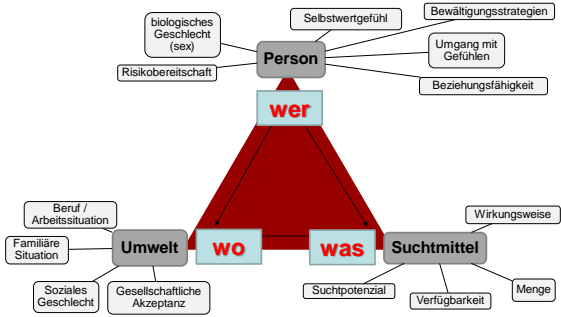 biologisches
Geschlecht
(sex)
Selbstwertgefühl
Bewältigungsstrategien
Umgang mit
Gefühlen
Risikobereitschaft
Person
Beziehungsfähigkeit
wer
Beruf /
Arbeitssituation
Wirkungsweise
Familiäre
Situation
Umwelt
wo
was
Suchtmittel
Soziales
Geschlecht
Gesellschaftliche
Akzeptanz
Suchtpotenzial
Verfügbarkeit
Menge